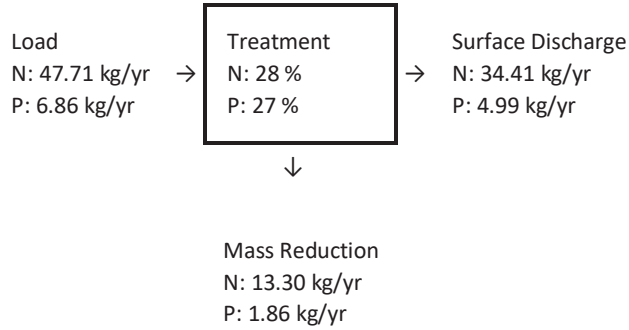 Load
N: 47.71 kg/yr
P: 6.86 kg/yr
→
Treatment
N: 28 %
P: 27 %
→
Surface Discharge
N: 34.41 kg/yr
P: 4.99 kg/yr
↓
Mass Reduction
N: 13.30 kg/yr
P: 1.86 kg/yr